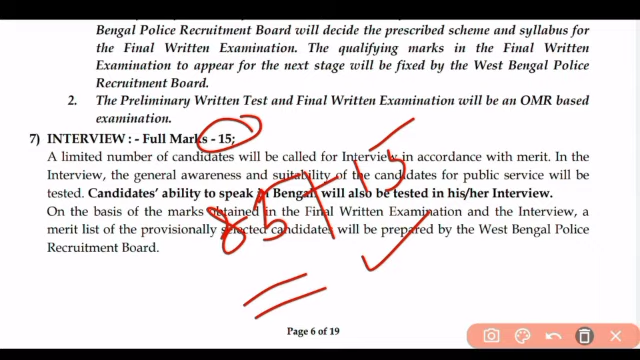 Bengal Police Recruitment Board will decide the prescribed scheme and syllabus for
the Final Written Examination. The qualifying marks in the Final Written
Examination to appear for the next stage will be fixed by the West Bengal Police
Recruitment Board.
2. The Preliminary Written Test and Final Written Examination will be an OMR based
examination.
7) INTERVIEW : - Full Marks - 15;
A limited number of candidates will be called for Interview in accordance with merit. In
the Interview, the general awareness and suitability of the candidates for public service will
be tested. Candidates' ability to speak in Bengali will also be tested in his/her Interview.
On the basis of the marks obtained in the Final Written Examination and the Interview, a
merit list of the provisionally selected candidates will be prepared by the West Bengal Police
Recruitment Board.
85+15
Page 6 of 19